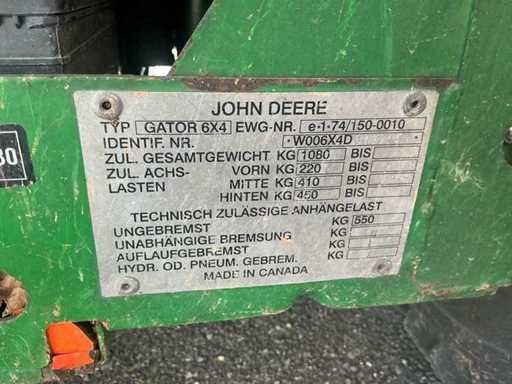 JOHN DEERE
TYP GATOR 6X4 EWG-NR. e·1·74/150-0010
IDENTIF. NR. W006X4D
ZUL. GESAMTGEWICHT KG 1080 BIS
ZUL. ACHS- VORN KG 220 BIS
LASTEN MITTE KG 410 BIS
HINTEN KG 450 BIS
TECHNISCH ZULÄSSIGE ANHÄNGELAST
UNGEBREMST KG 550
UNABHÄNGIGE BREMSUNG KG
AUFLAUFGEBREMST KG
HYDR. OD. PNEUM. GEBREM. KG
MADE IN CANADA
30